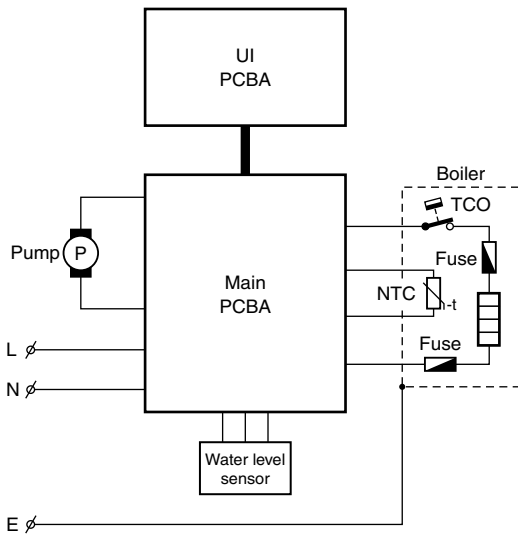 UI
PCBA
Boiler
TCO
Pump
P
Fuse
Main
PCBA
NTC
-t
L
Fuse
N
Water level
sensor
E